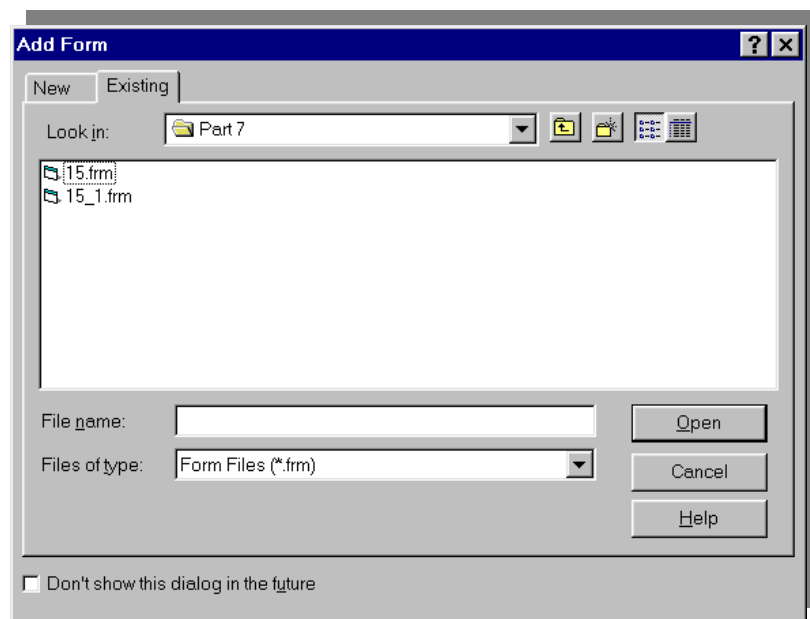 Add Form
New Existing
Look in: Part 7
15.frm
15_1.frm
File name: Open
Files of type: Form Files (*.frm) Cancel
Help
Don't show this dialog in the future